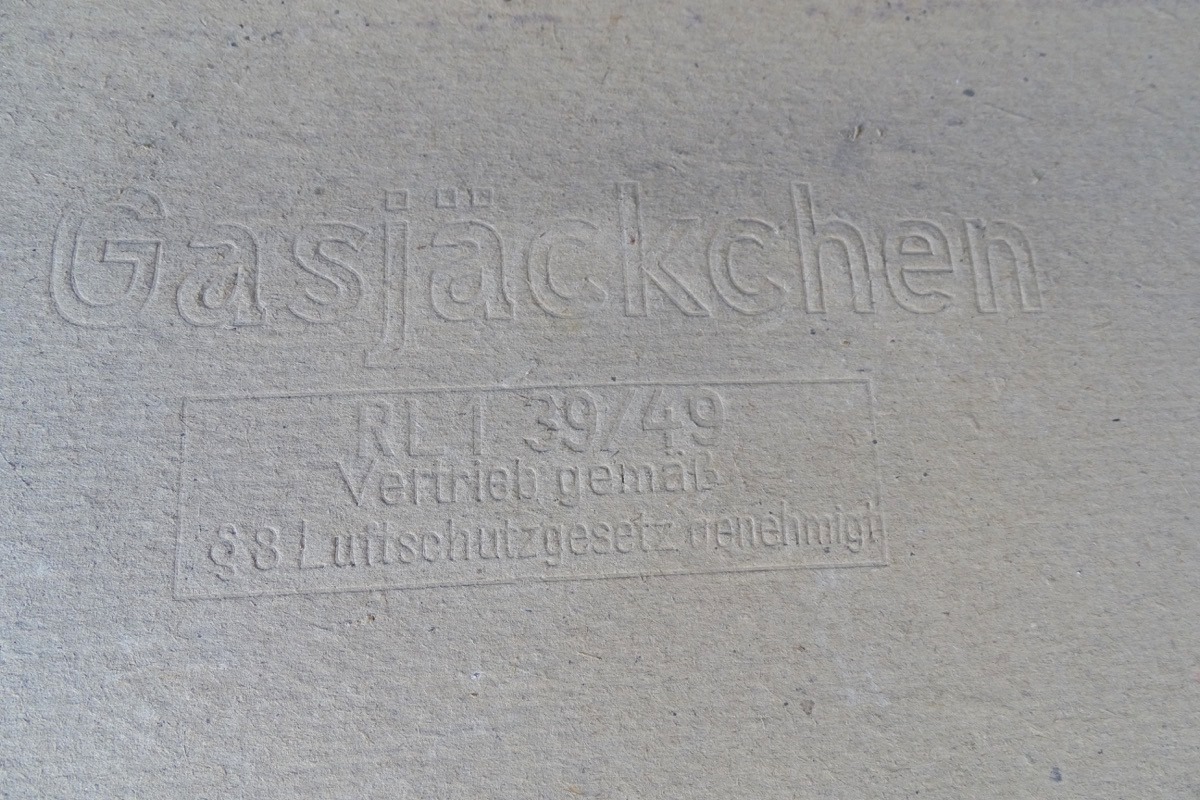 Gasjäckchen
RL 1 39/49
Vertrieb gemäß
§ 8 Luftschutzgesetz genehmigt